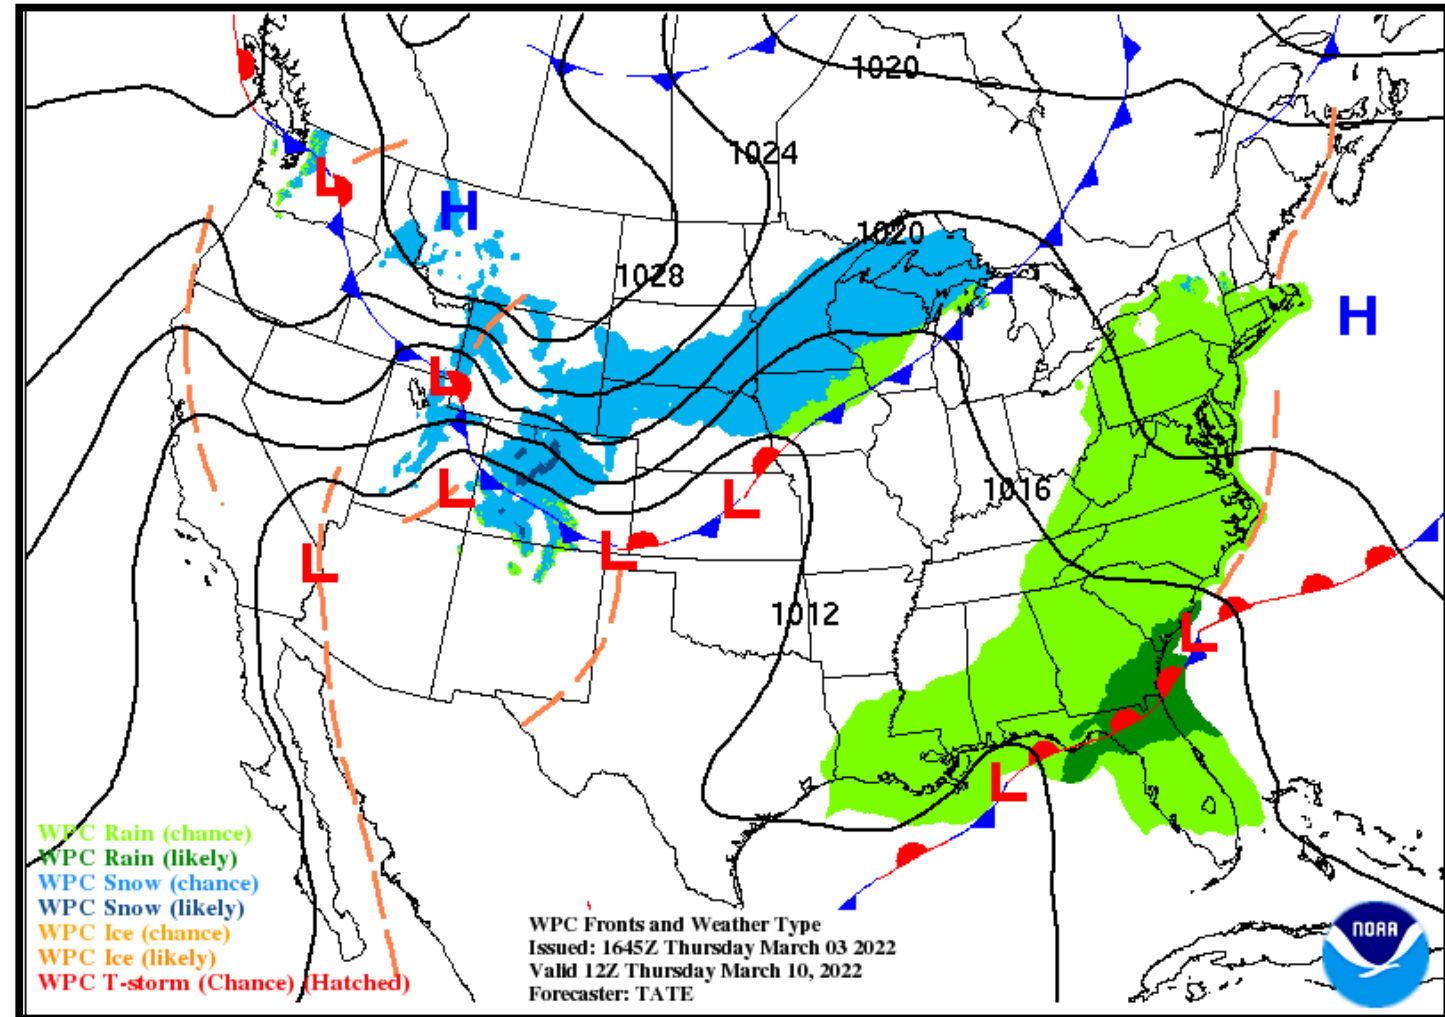 1020
1024
H
L
1020
1028
H
L
L
1016
L
L
L
1012
L
L
WPC Rain (chance)
WPC Rain (likely)
WPC Snow (chance)
WPC Snow (likely)
WPC Ice (chance)
WPC Ice (likely)
WPC T-storm (Chance) (Hatched)
WPC Fronts and Weather Type
Issued: 1645Z Thursday March 03 2022
Valid 12Z Thursday March 10, 2022
Forecaster: TATE
NOAA